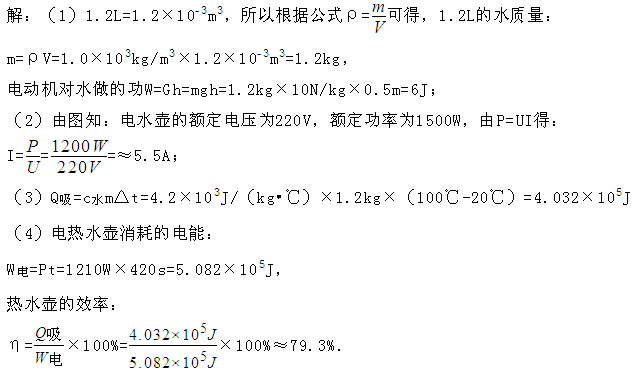 解：（1）1.2L=1.2×10⁻³m³，所以根据公式ρ=m/V可得，1.2L的水质量：
m=ρV=1.0×10³kg/m³×1.2×10⁻³m³=1.2kg，
电动机对水做的功W=Gh=mgh=1.2kg×10N/kg×0.5m=6J；
（2）由图知：电水壶的额定电压为220V，额定功率为1500W，由P=UI得：
I=P/U=1200W/220V=≈5.5A；
（3）Q吸=c水m△t=4.2×10³J/（kg•℃）×1.2kg×（100℃-20℃）=4.032×10⁵J
（4）电热水壶消耗的电能：
W电=Pt=1210W×420s=5.082×10⁵J，
热水壶的效率：
η=Q吸/W电×100%=4.032×10⁵J/5.082×10⁵J×100%≈79.3%.